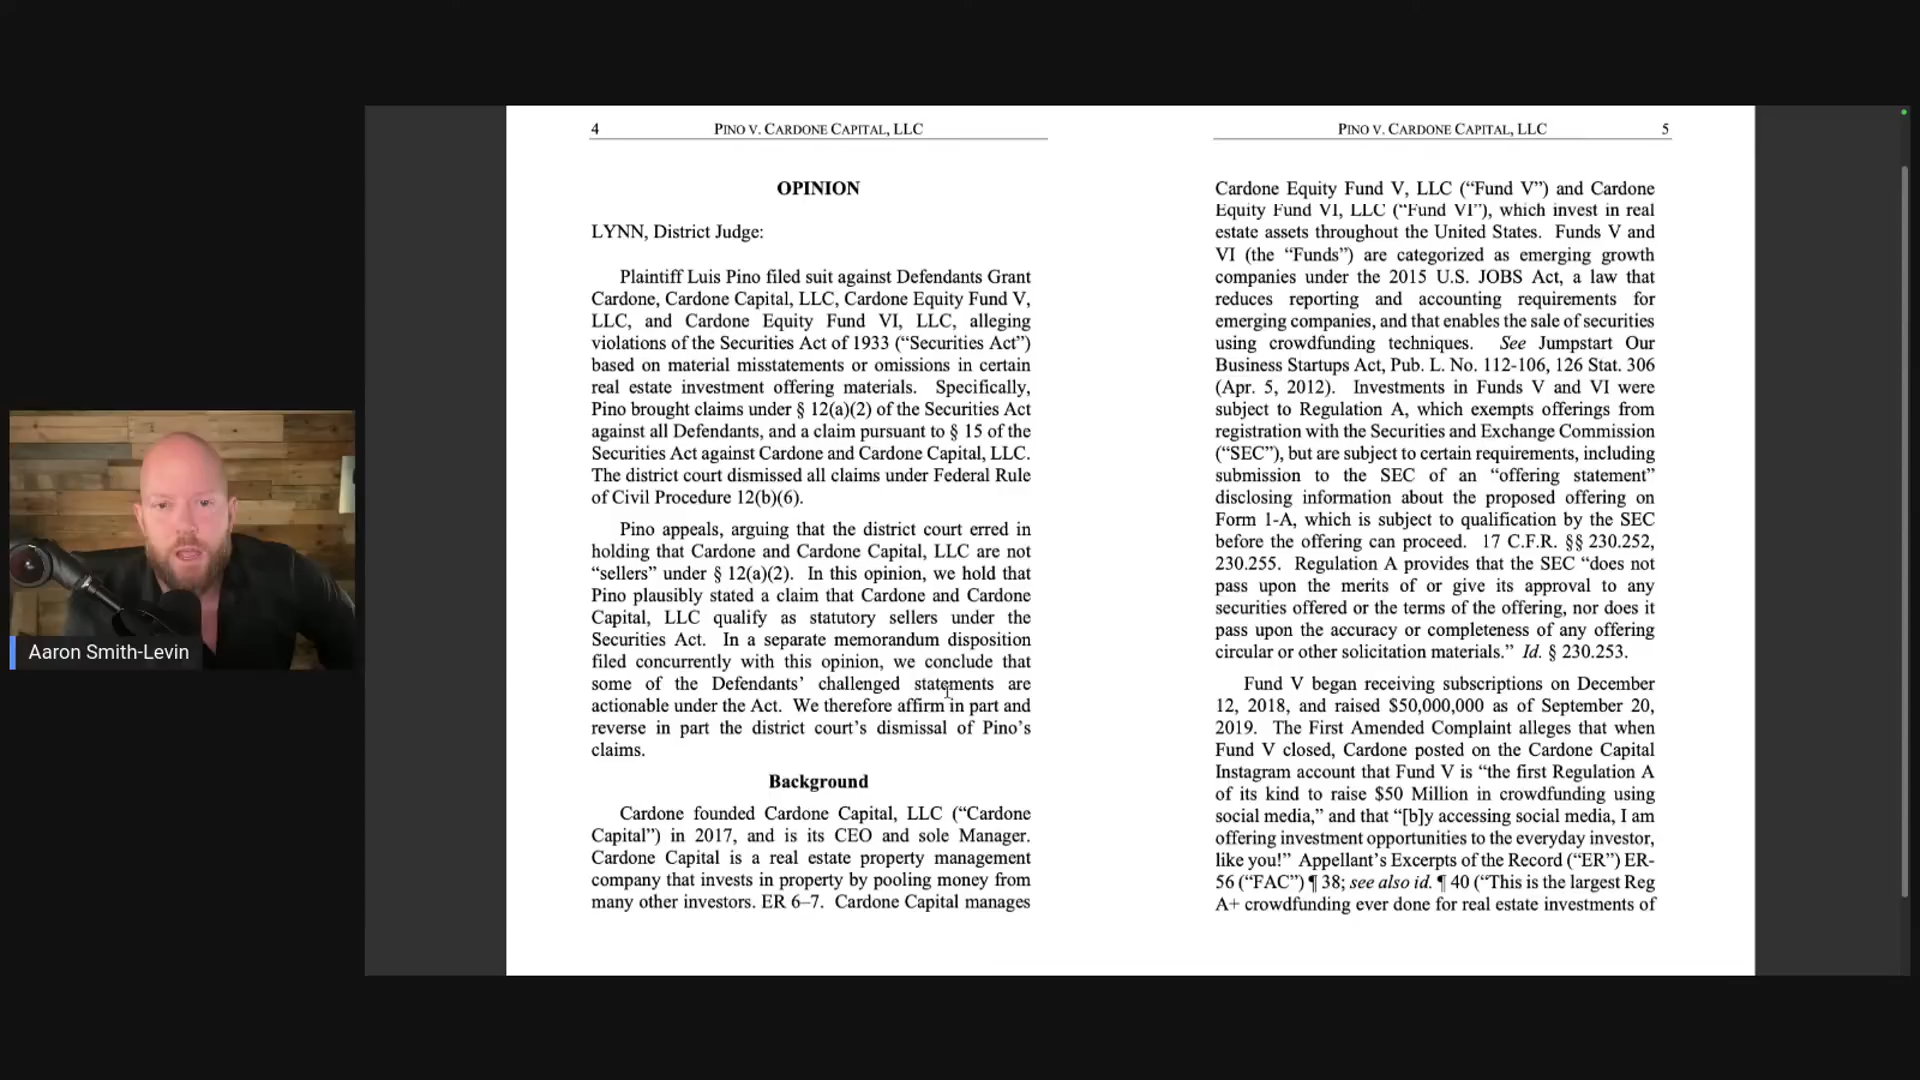 4 PINO V. CARDONE CAPITAL, LLC
OPINION
LYNN, District Judge:
Plaintiff Luis Pino filed suit against Defendants Grant
Cardone, Cardone Capital, LLC, Cardone Equity Fund V,
LLC, and Cardone Equity Fund VI, LLC, alleging
violations of the Securities Act of 1933 (“Securities Act”)
based on material misstatements or omissions in certain
real estate investment offering materials. Specifically,
Pino brought claims under § 12(a)(2) of the Securities Act
against all Defendants, and a claim pursuant to § 15 of the
Securities Act against Cardone and Cardone Capital, LLC.
The district court dismissed all claims under Federal Rule
of Civil Procedure 12(b)(6).
Pino appeals, arguing that the district court erred in
holding that Cardone and Cardone Capital, LLC are not
“sellers” under § 12(a)(2). In this opinion, we hold that
Pino plausibly stated a claim that Cardone and Cardone
Capital, LLC qualify as statutory sellers under the
Securities Act. In a separate memorandum disposition
filed concurrently with this opinion, we conclude that
some of the Defendants’ challenged statements are
actionable under the Act. We therefore affirm in part and
reverse in part the district court’s dismissal of Pino’s
claims.
Background
Cardone founded Cardone Capital, LLC (“Cardone
Capital”) in 2017, and is its CEO and sole Manager.
Cardone Capital is a real estate property management
company that invests in property by pooling money from
many other investors. ER 6–7. Cardone Capital manages
PINO V. CARDONE CAPITAL, LLC 5
Cardone Equity Fund V, LLC (“Fund V”) and Cardone
Equity Fund VI, LLC (“Fund VI”), which invest in real
estate assets throughout the United States. Funds V and
VI (the “Funds”) are categorized as emerging growth
companies under the 2015 U.S. JOBS Act, a law that
reduces reporting and accounting requirements for
emerging companies, and that enables the sale of securities
using crowdfunding techniques. See Jumpstart Our
Business Startups Act, Pub. L. No. 112-106, 126 Stat. 306
(Apr. 5, 2012). Investments in Funds V and VI were
subject to Regulation A, which exempts offerings from
registration with the Securities and Exchange Commission
(“SEC”), but are subject to certain requirements, including
submission to the SEC of an “offering statement”
disclosing information about the proposed offering on
Form 1-A, which is subject to qualification by the SEC
before the offering can proceed. 17 C.F.R. §§ 230.252,
230.255. Regulation A provides that the SEC “does not
pass upon the merits of or give its approval to any
securities offered or the terms of the offering, nor does it
pass upon the accuracy or completeness of any offering
circular or other solicitation materials.” Id. § 230.253.
Fund V began receiving subscriptions on December
12, 2018, and raised $50,000,000 as of September 20,
2019. The First Amended Complaint alleges that when
Fund V closed, Cardone posted on the Cardone Capital
Instagram account that Fund V is “the first Regulation A
of its kind to raise $50 Million in crowdfunding using
social media,” and that “[b]y accessing social media, I am
offering investment opportunities to the everyday investor,
like you!” Appellant’s Excerpts of the Record (“ER”) ER-
56 (“FAC”) ¶ 38; see also id. ¶ 40 (“This is the largest Reg
A+ crowdfunding ever done for real estate investments of
Aaron Smith-Levin